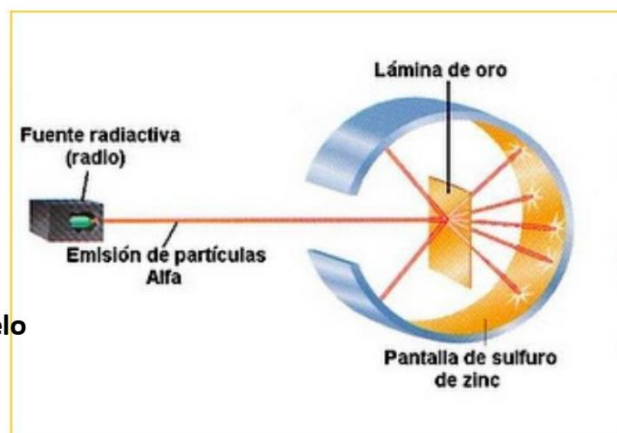 Lámina de oro
Fuente radiactiva
(radio)
Emisión de partículas
Alfa
elo
Pantalla de sulfuro
de zinc